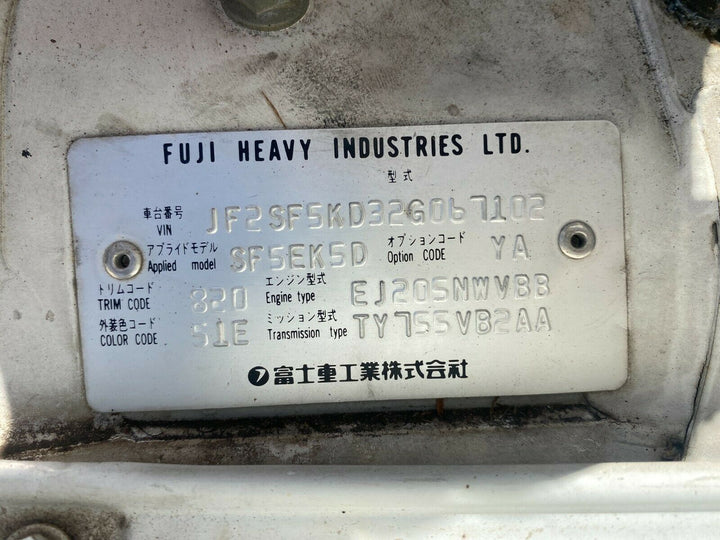 FUJI HEAVY INDUSTRIES LTD.
型式
車台番号
VIN JF2SF5KD32G067102
アプライドモデル
Applied model SF5EK5D
オプションコード
Option CODE YA
トリムコード
TRIM CODE 820
エンジン型式
Engine type EJ205NWVBB
外装色コード
COLOR CODE 51E
ミッション型式
Transmission type TY755VB2AA
富士重工業株式会社